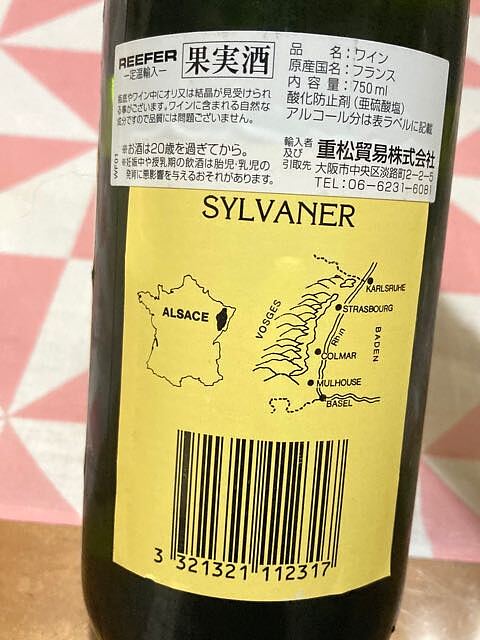 REEFER
—定温輸入—
果実酒
瓶底やワイン中にオリ又は結晶が見受けられ
る事がございます。ワインに含まれる自然な
成分ですので品質には問題ございません。
品名：ワイン
原産国名：フランス
内容量：750ml
酸化防止剤（亜硫酸塩）
アルコール分は表ラベルに記載
※お酒は20歳を過ぎてから。
※妊娠中や授乳期の飲酒は胎児・乳児の
発育に悪影響を与えるおそれがあります。
輸入者
及び
引取先
重松貿易株式会社
大阪市中央区淡路町2-2-5
TEL：06-6231-6081
SYLVANER
ALSACE
VOSGES
KARLSRUHE
STRASBOURG
Rhin
BADEN
COLMAR
MULHOUSE
BASEL
3 321321 112317